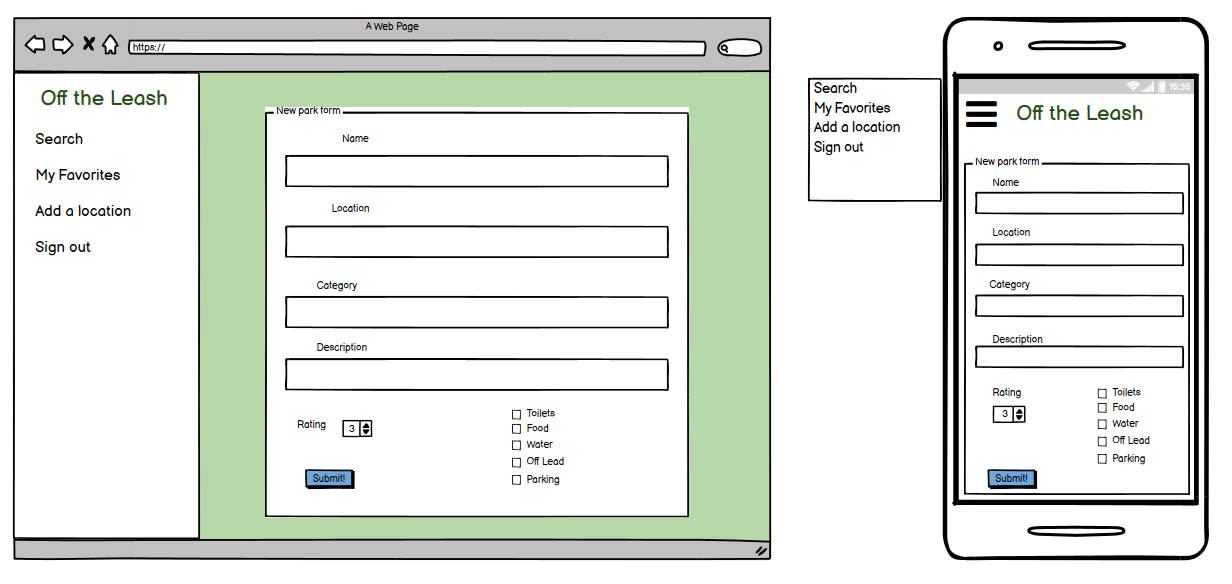 A Web Page
https://
Off the Leash
Search
My Favorites
Add a location
Sign out
New park form
Name
Location
Category
Description
Rating
3
Toilets
Food
Water
Off Lead
Parking
Submit!
Search
My Favorites
Add a location
Sign out
15:35
Off the Leash
New park form
Name
Location
Category
Description
Rating
3
Toilets
Food
Water
Off Lead
Parking
Submit!